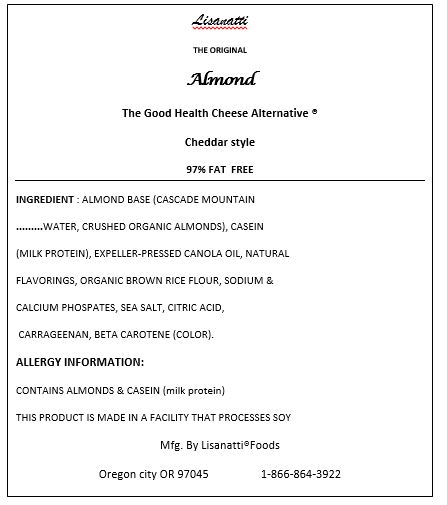 Lisanatti
THE ORIGINAL
Almond
The Good Health Cheese Alternative ®
Cheddar style
97% FAT FREE
INGREDIENT : ALMOND BASE (CASCADE MOUNTAIN
.........WATER, CRUSHED ORGANIC ALMONDS), CASEIN
(MILK PROTEIN), EXPELLER-PRESSED CANOLA OIL, NATURAL
FLAVORINGS, ORGANIC BROWN RICE FLOUR, SODIUM &
CALCIUM PHOSPATES, SEA SALT, CITRIC ACID,
CARRAGEENAN, BETA CAROTENE (COLOR).
ALLERGY INFORMATION:
CONTAINS ALMONDS & CASEIN (milk protein)
THIS PRODUCT IS MADE IN A FACILITY THAT PROCESSES SOY
Mfg. By Lisanatti®Foods
Oregon city OR 97045 1-866-864-3922